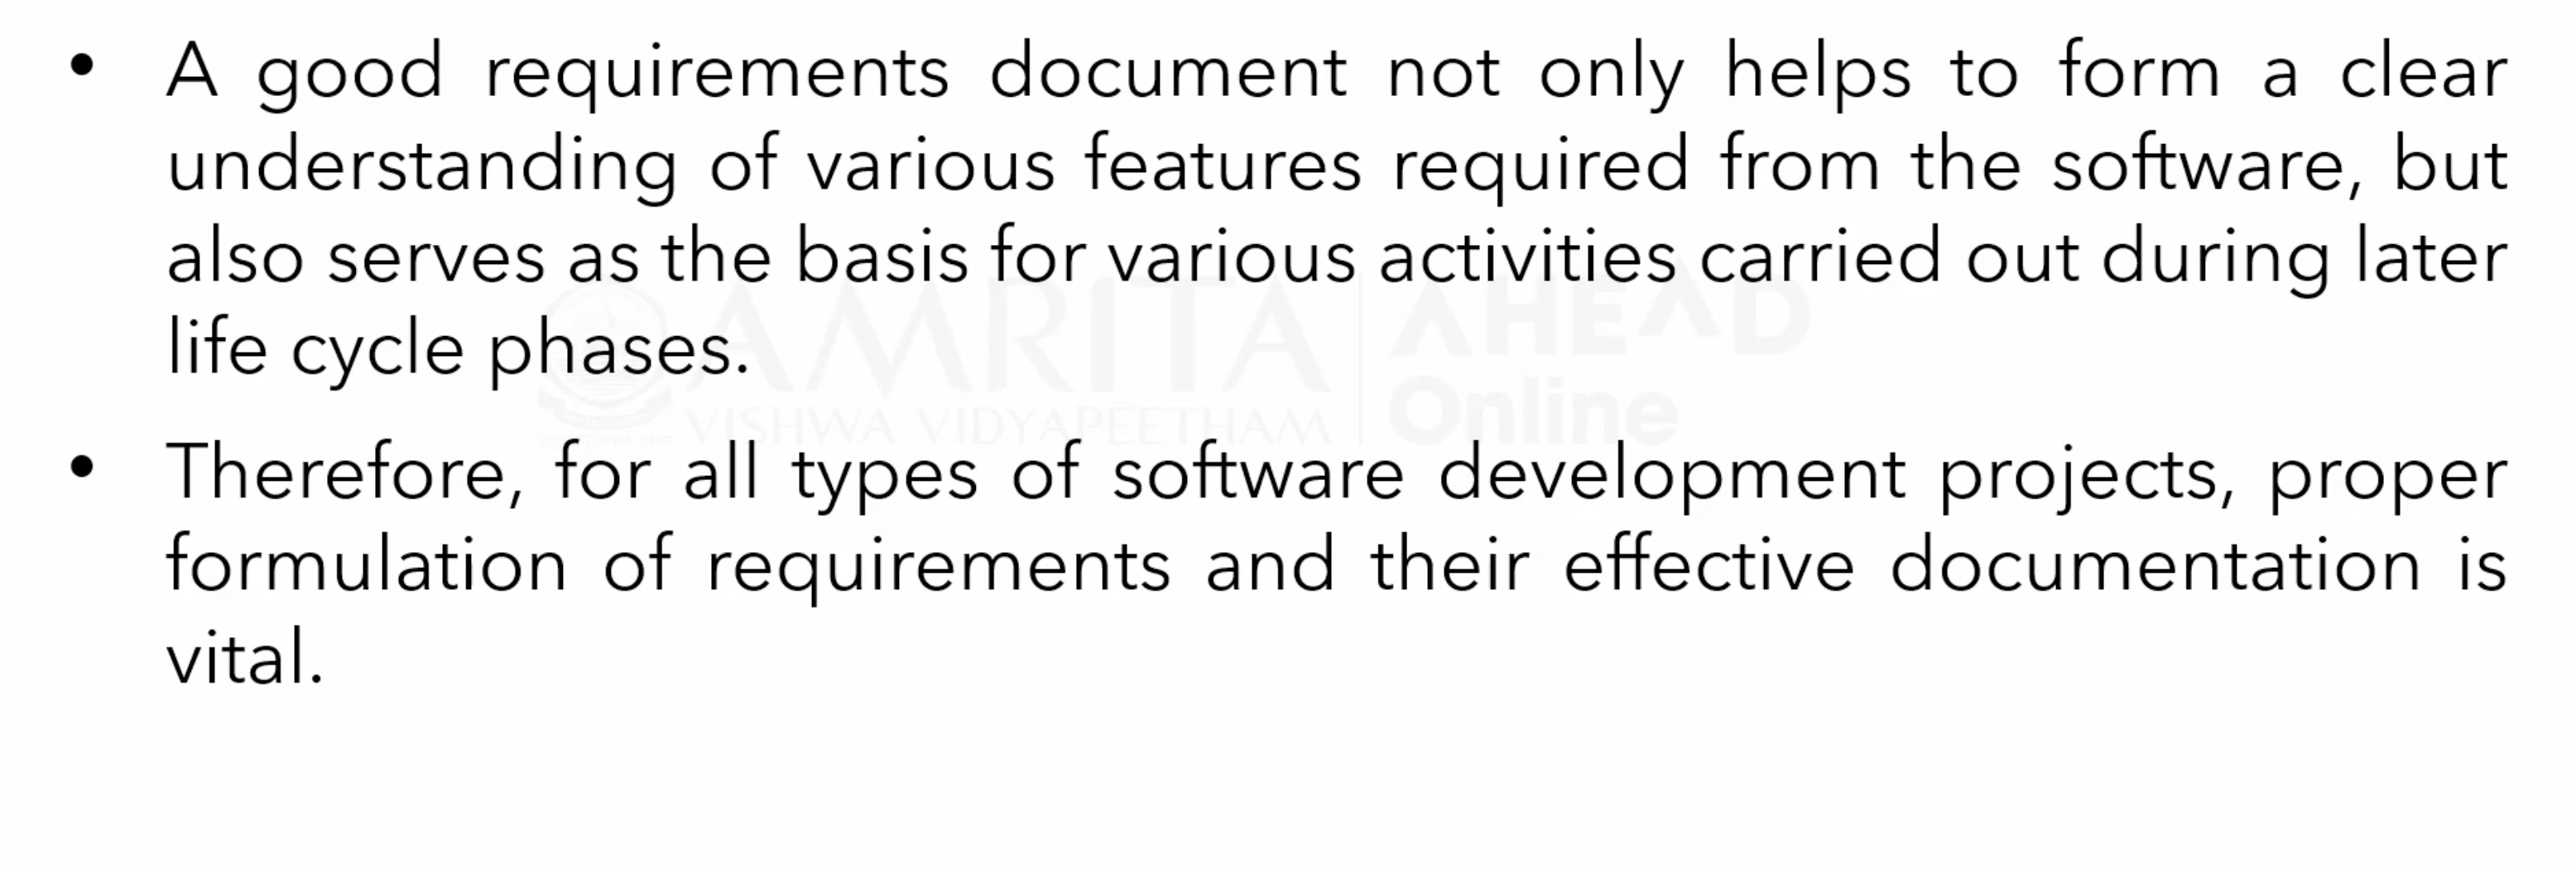 • A good requirements document not only helps to form a clear
understanding of various features required from the software, but
also serves as the basis for various activities carried out during later
life cycle phases.
AMRITA
VISHWA VIDYAPEETHAM
AHEAD
Online
• Therefore, for all types of software development projects, proper
formulation of requirements and their effective documentation is
vital.